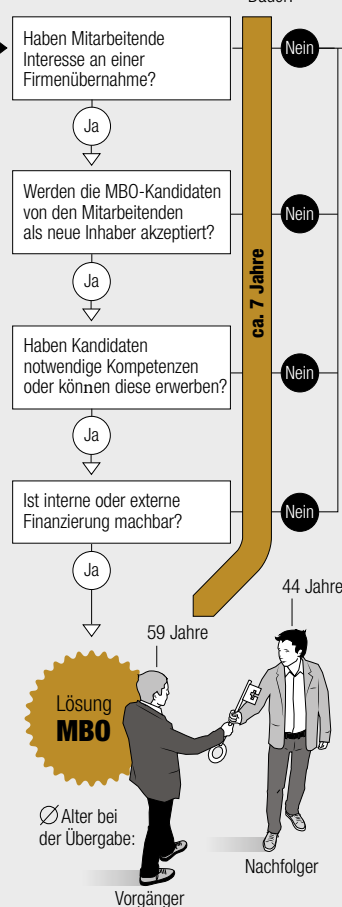 Dauer:
Haben Mitarbeitende
Interesse an einer
Firmenübernahme?
Nein
Ja
Werden die MBO-Kandidaten
von den Mitarbeitenden
als neue Inhaber akzeptiert?
Nein
Ja
ca. 7 Jahre
Haben Kandidaten
notwendige Kompetenzen
oder können diese erwerben?
Nein
Ja
Ist interne oder externe
Finanzierung machbar?
Nein
Ja
44 Jahre
59 Jahre
Lösung
MBO
∅ Alter bei
der Übergabe:
Nachfolger
Vorgänger